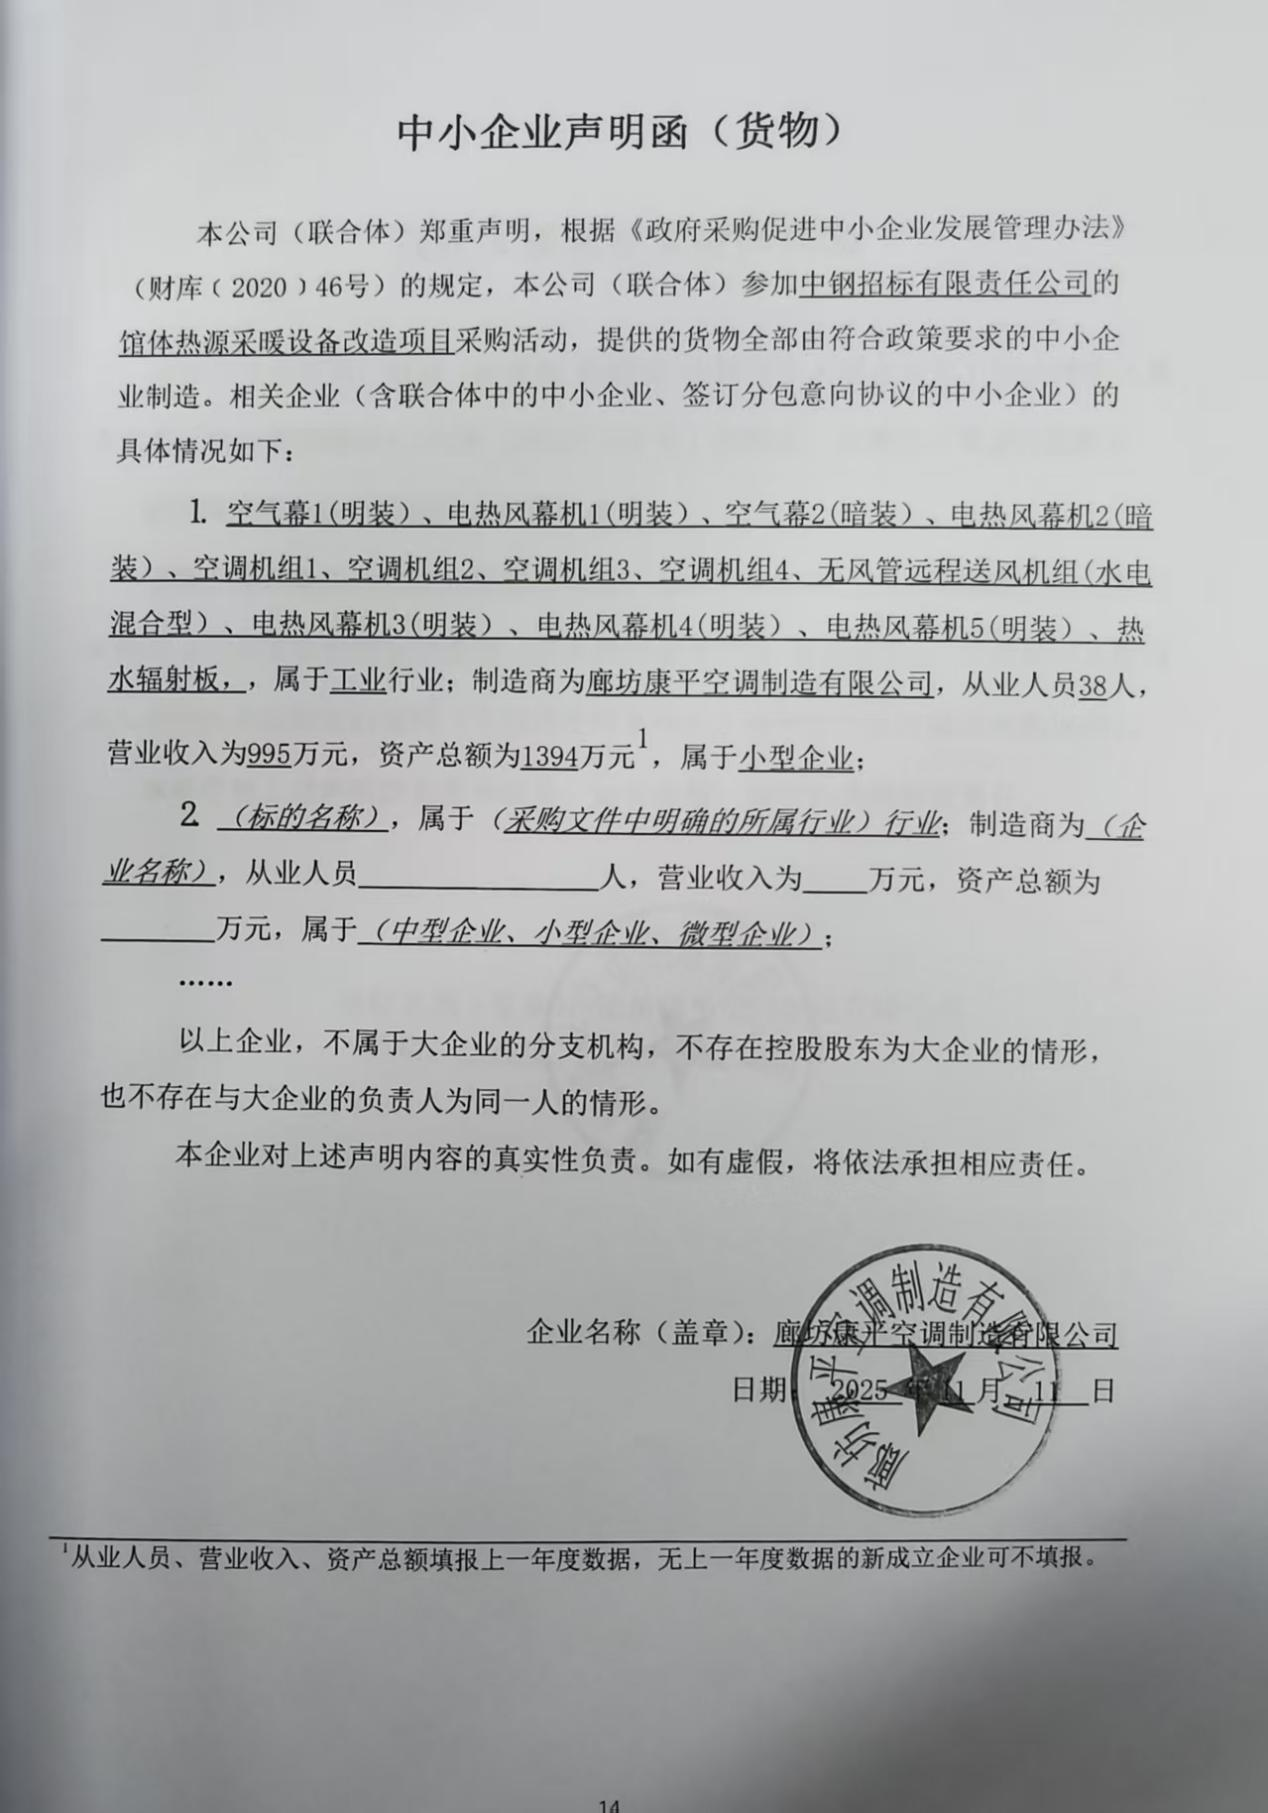 中小企业声明函（货物）
本公司（联合体）郑重声明，根据《政府采购促进中小企业发展管理办法》
（财库﹝2020﹞46号）的规定，本公司（联合体）参加中钢招标有限责任公司的
馆体热源采暖设备改造项目采购活动，提供的货物全部由符合政策要求的中小企
业制造。相关企业（含联合体中的中小企业、签订分包意向协议的中小企业）的
具体情况如下：
1. 空气幕1(明装）、电热风幕机1(明装）、空气幕2(暗装）、电热风幕机2(暗
装）、空调机组1、空调机组2、空调机组3、空调机组4、无风管远程送风机组(水电
混合型）、电热风幕机3(明装）、电热风幕机4(明装）、电热风幕机5(明装）、热
水辐射板，，属于工业行业；制造商为廊坊康平空调制造有限公司，从业人员38人，
营业收入为995万元，资产总额为1394万元1，属于小型企业；
2. （标的名称），属于（采购文件中明确的所属行业）行业；制造商为（企
业名称），从业人员________人，营业收入为____万元，资产总额为
________万元，属于（中型企业、小型企业、微型企业）；
……
以上企业，不属于大企业的分支机构，不存在控股股东为大企业的情形，
也不存在与大企业的负责人为同一人的情形。
本企业对上述声明内容的真实性负责。如有虚假，将依法承担相应责任。
企业名称（盖章）：廊坊康平空调制造有限公司
日期：2025年11月11日
廊坊康平空调制造有限公司
1从业人员、营业收入、资产总额填报上一年度数据，无上一年度数据的新成立企业可不填报。
14